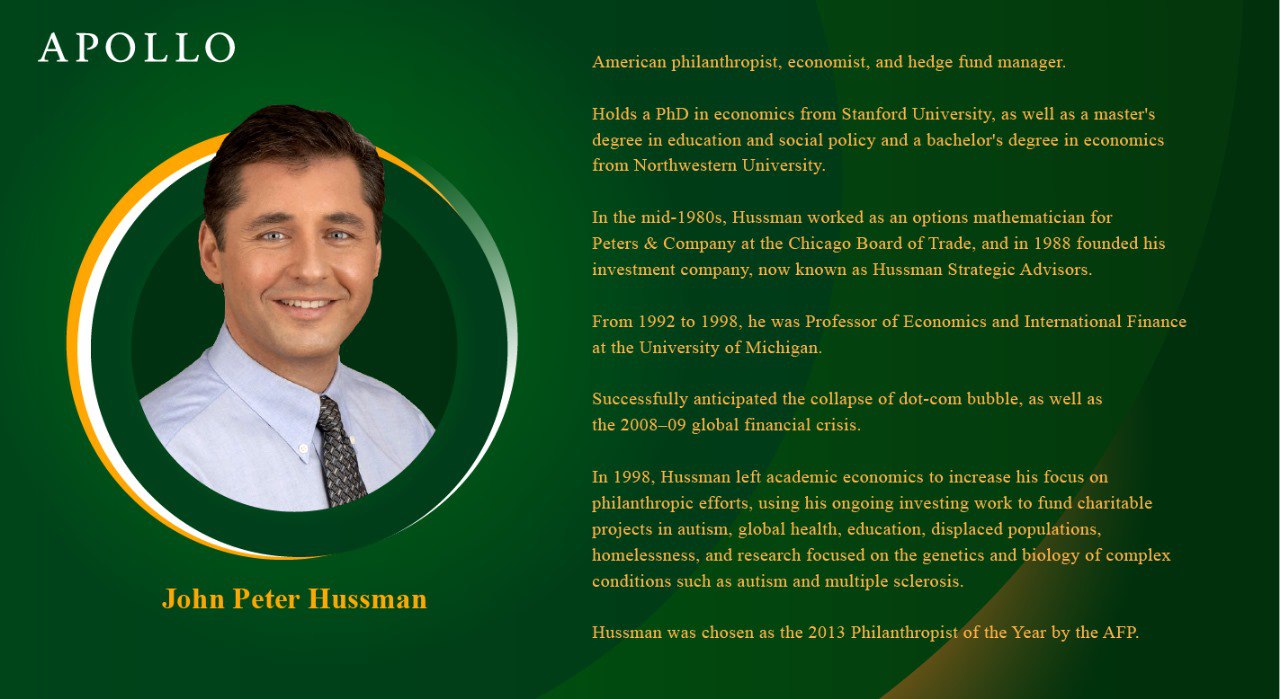 APOLLO
American philanthropist, economist, and hedge fund manager.
Holds a PhD in economics from Stanford University, as well as a master's
degree in education and social policy and a bachelor's degree in economics
from Northwestern University.
In the mid-1980s, Hussman worked as an options mathematician for
Peters & Company at the Chicago Board of Trade, and in 1988 founded his
investment company, now known as Hussman Strategic Advisors.
From 1992 to 1998, he was Professor of Economics and International Finance
at the University of Michigan.
Successfully anticipated the collapse of dot-com bubble, as well as
the 2008–09 global financial crisis.
In 1998, Hussman left academic economics to increase his focus on
philanthropic efforts, using his ongoing investing work to fund charitable
projects in autism, global health, education, displaced populations,
homelessness, and research focused on the genetics and biology of complex
conditions such as autism and multiple sclerosis.
Hussman was chosen as the 2013 Philanthropist of the Year by the AFP.
John Peter Hussman